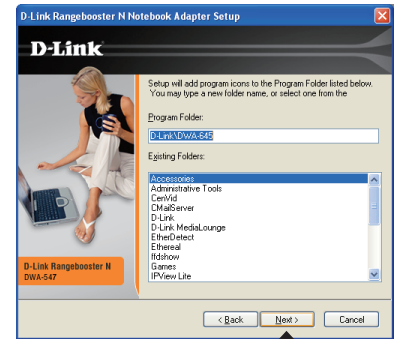 D-Link Rangebooster N Notebook Adapter Setup
D-Link
Setup will add program icons to the Program Folder listed below.
You may type a new folder name, or select one from the
Program Folder:
D-Link\DWA-645
Existing Folders:
Accessories
Administrative Tools
CenVid
CMailServer
D-Link
D-Link MediaLounge
EtherDetect
Ethereal
ffdshow
Games
IPView Lite
D-Link Rangebooster N
DWA-547
< Back
Next >
Cancel